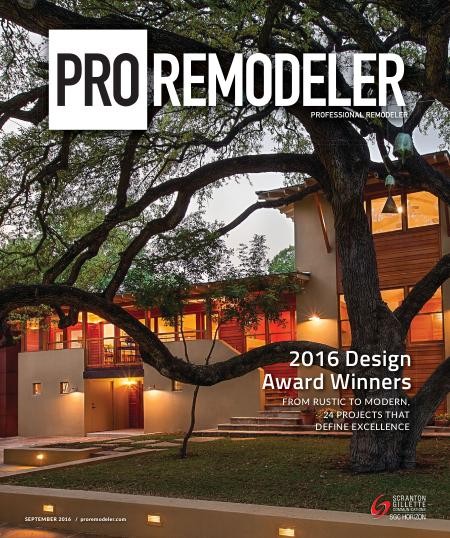 PRO REMODELER
PROFESSIONAL REMODELER
2016 Design
Award Winners
FROM RUSTIC TO MODERN,
24 PROJECTS THAT
DEFINE EXCELLENCE
SCRANTON
GILLETTE
COMMUNICATIONS
SGC HORIZON
SEPTEMBER 2016 / proremodeler.com